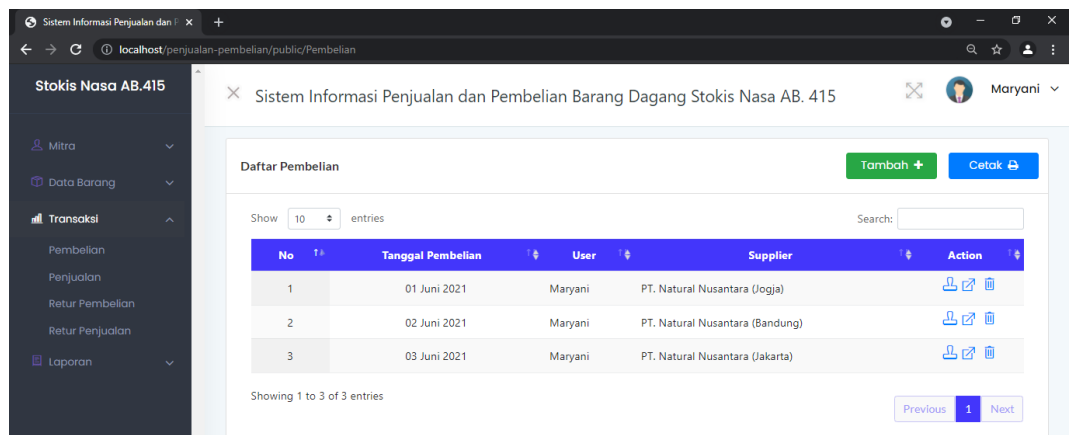 Sistem Informasi Penjualan dan P
localhost/penjualan-pembelian/public/Pembelian
Stokis Nasa AB.415
Sistem Informasi Penjualan dan Pembelian Barang Dagang Stokis Nasa AB. 415
Maryani
Mitra
Data Barang
Transaksi
Pembelian
Penjualan
Retur Pembelian
Retur Penjualan
Laporan
Daftar Pembelian
Tambah
Cetak
Show 10 entries
Search:
No Tanggal Pembelian User Supplier Action
1 01 Juni 2021 Maryani PT. Natural Nusantara (Jogja)
2 02 Juni 2021 Maryani PT. Natural Nusantara (Bandung)
3 03 Juni 2021 Maryani PT. Natural Nusantara (Jakarta)
Showing 1 to 3 of 3 entries
Previous 1 Next